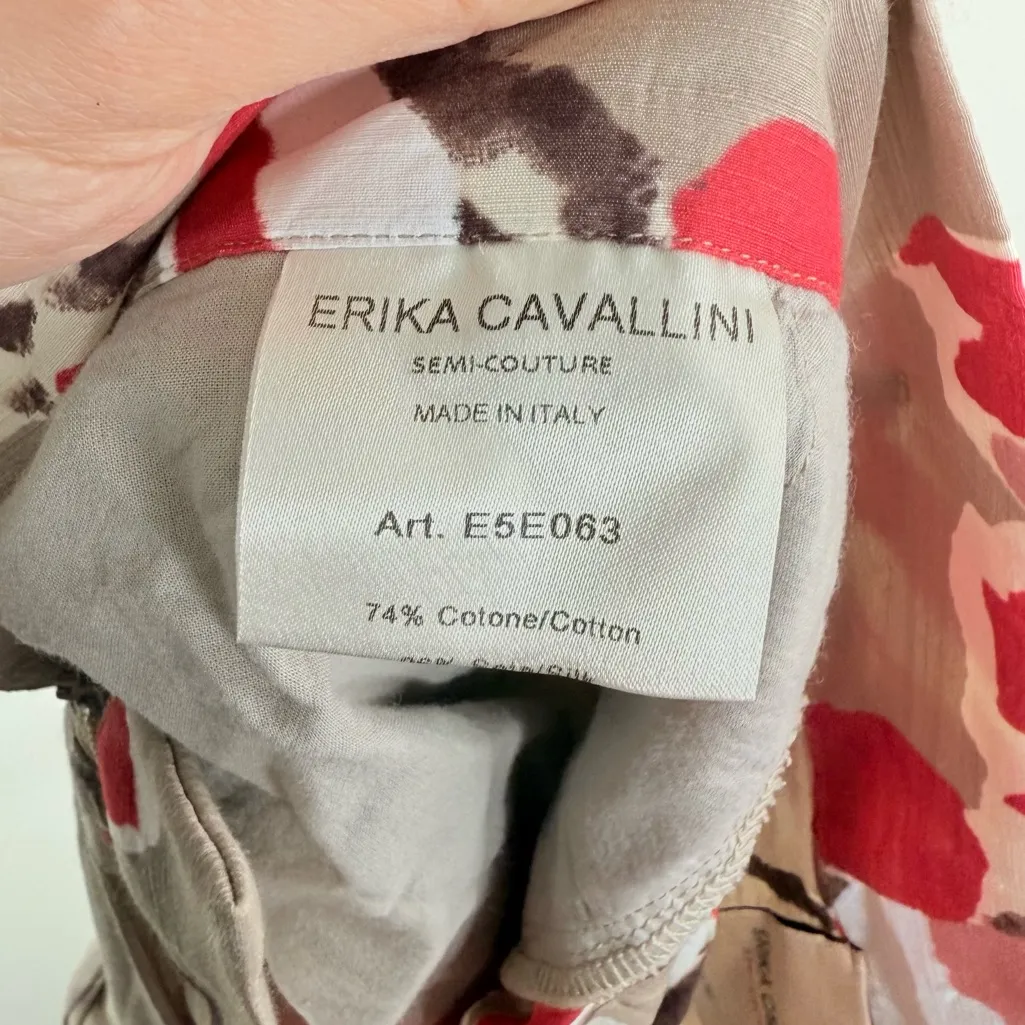 ERIKA CAVALLINI
SEMI-COUTURE
MADE IN ITALY
Art. E5E063
74% Cotone/Cotton